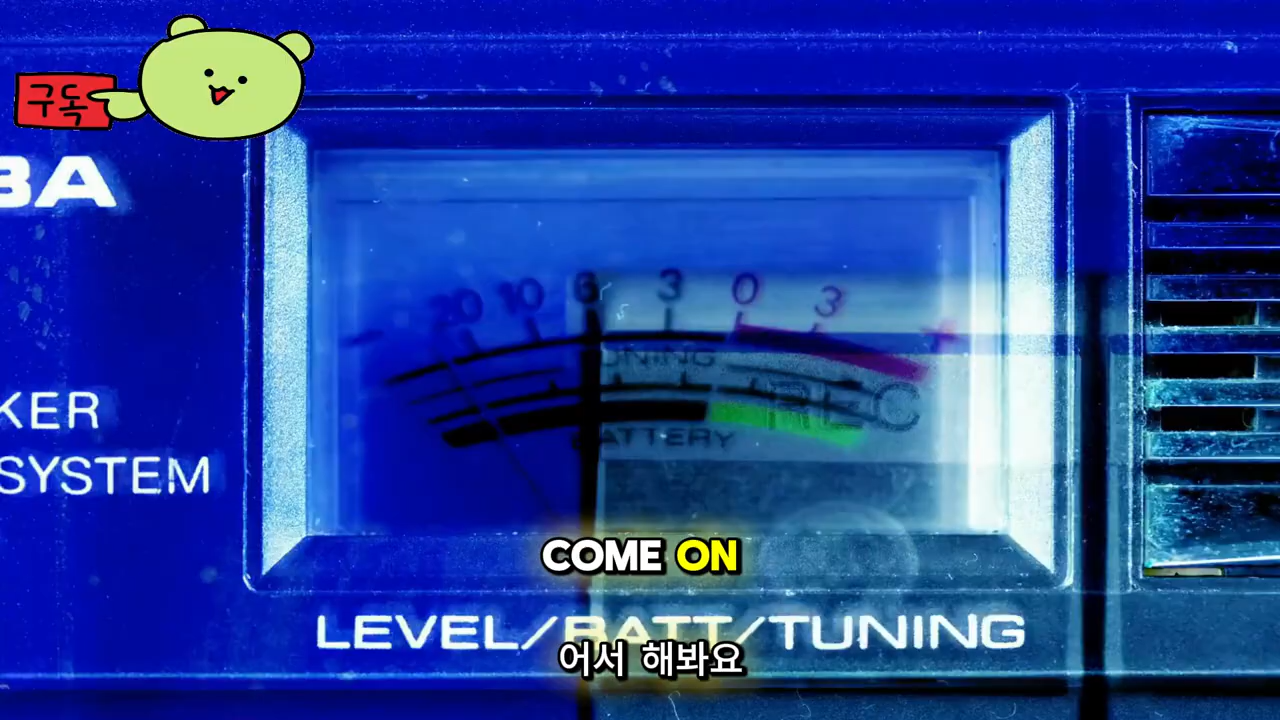 구독
BA
20 10 6 3 0 3
TUNING
REC
BATTERY
KER
SYSTEM
COME ON
LEVEL/BATT/TUNING
어서 해봐요